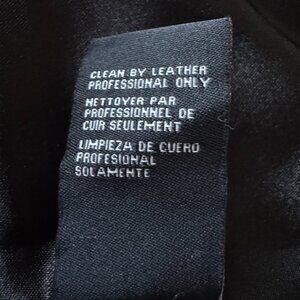 CLEAN BY LEATHER
PROFESSIONAL ONLY
NETTOYER PAR
PROFESSIONNEL DE
CUIR SEULEMENT
LIMPIEZA DE CUERO
PROFESIONAL
SOLAMENTE